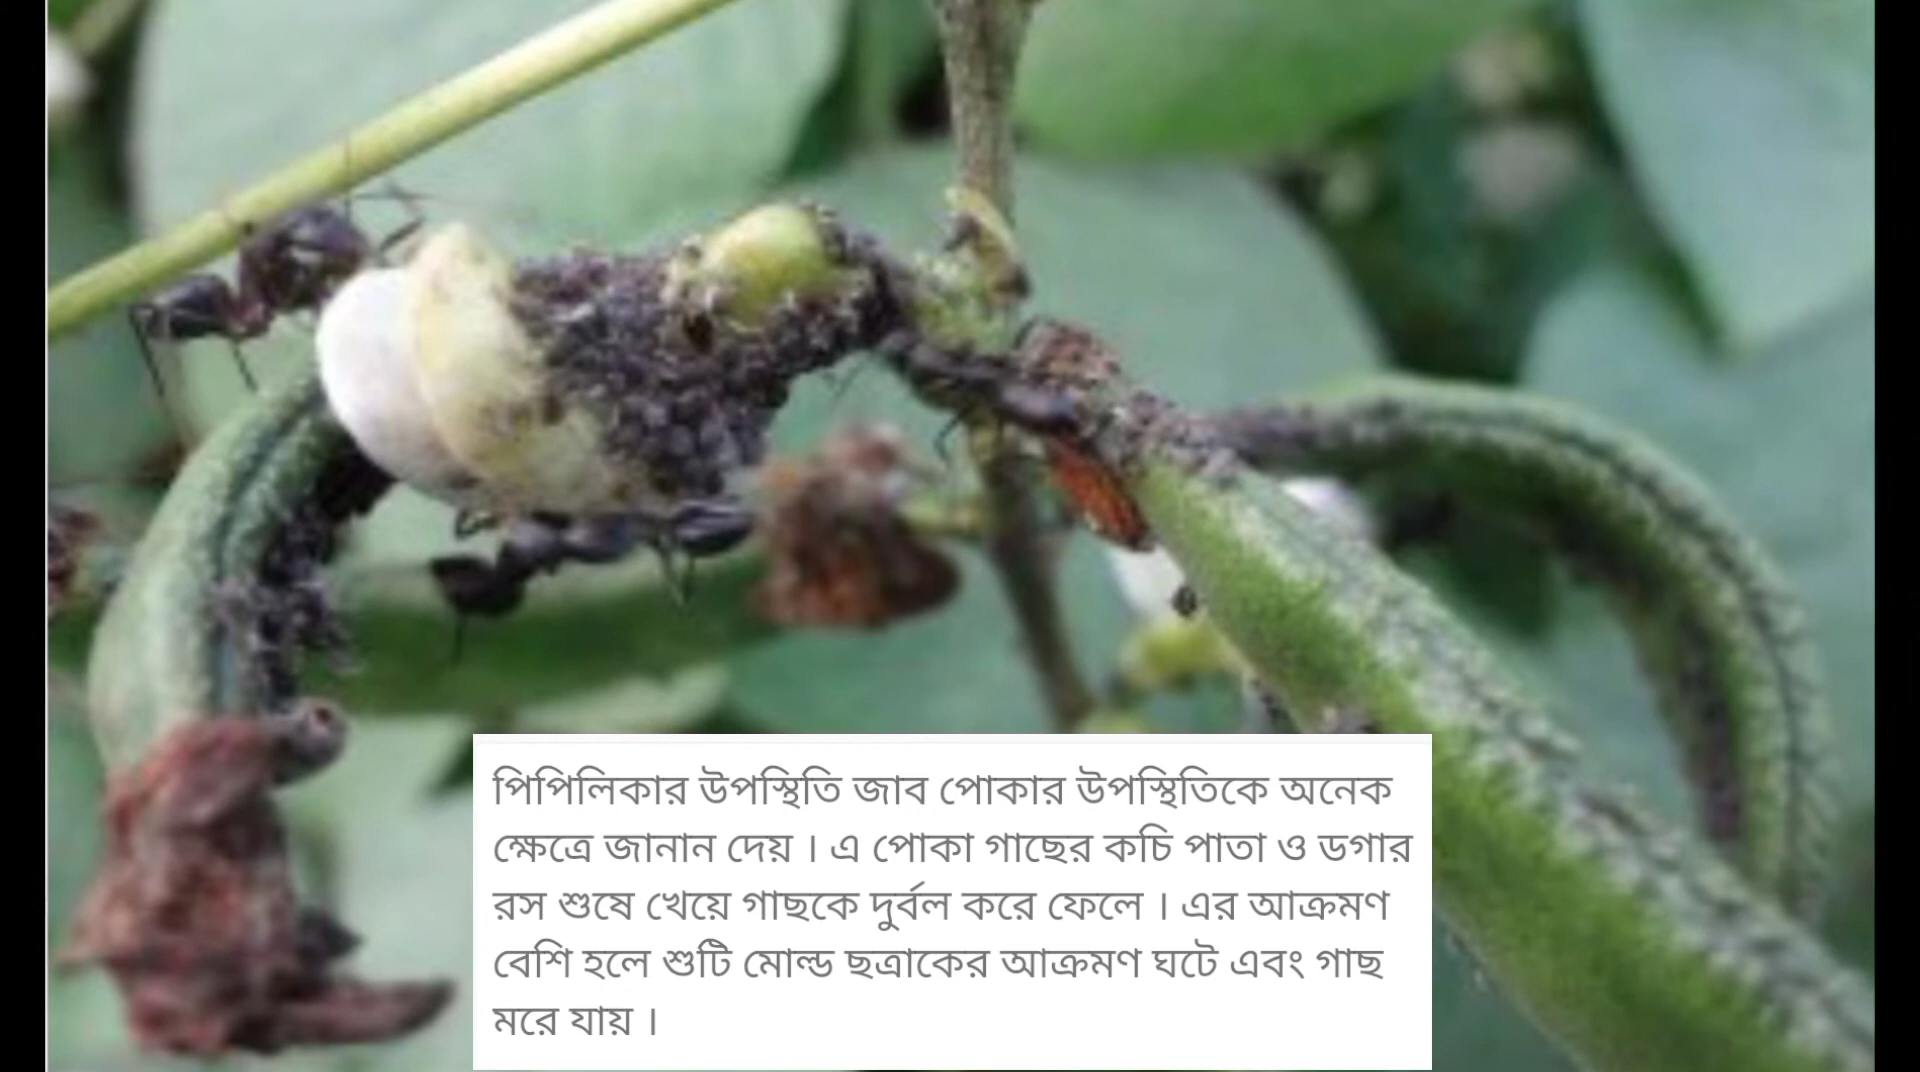 পিপিলিকার উপস্থিতি জাব পোকার উপস্থিতিকে অনেক
ক্ষেত্রে জানান দেয় । এ পোকা গাছের কচি পাতা ও ডগার
রস শুষে খেয়ে গাছকে দুর্বল করে ফেলে । এর আক্রমণ
বেশি হলে শুটি মোল্ড ছত্রাকের আক্রমণ ঘটে এবং গাছ
মরে যায় ।